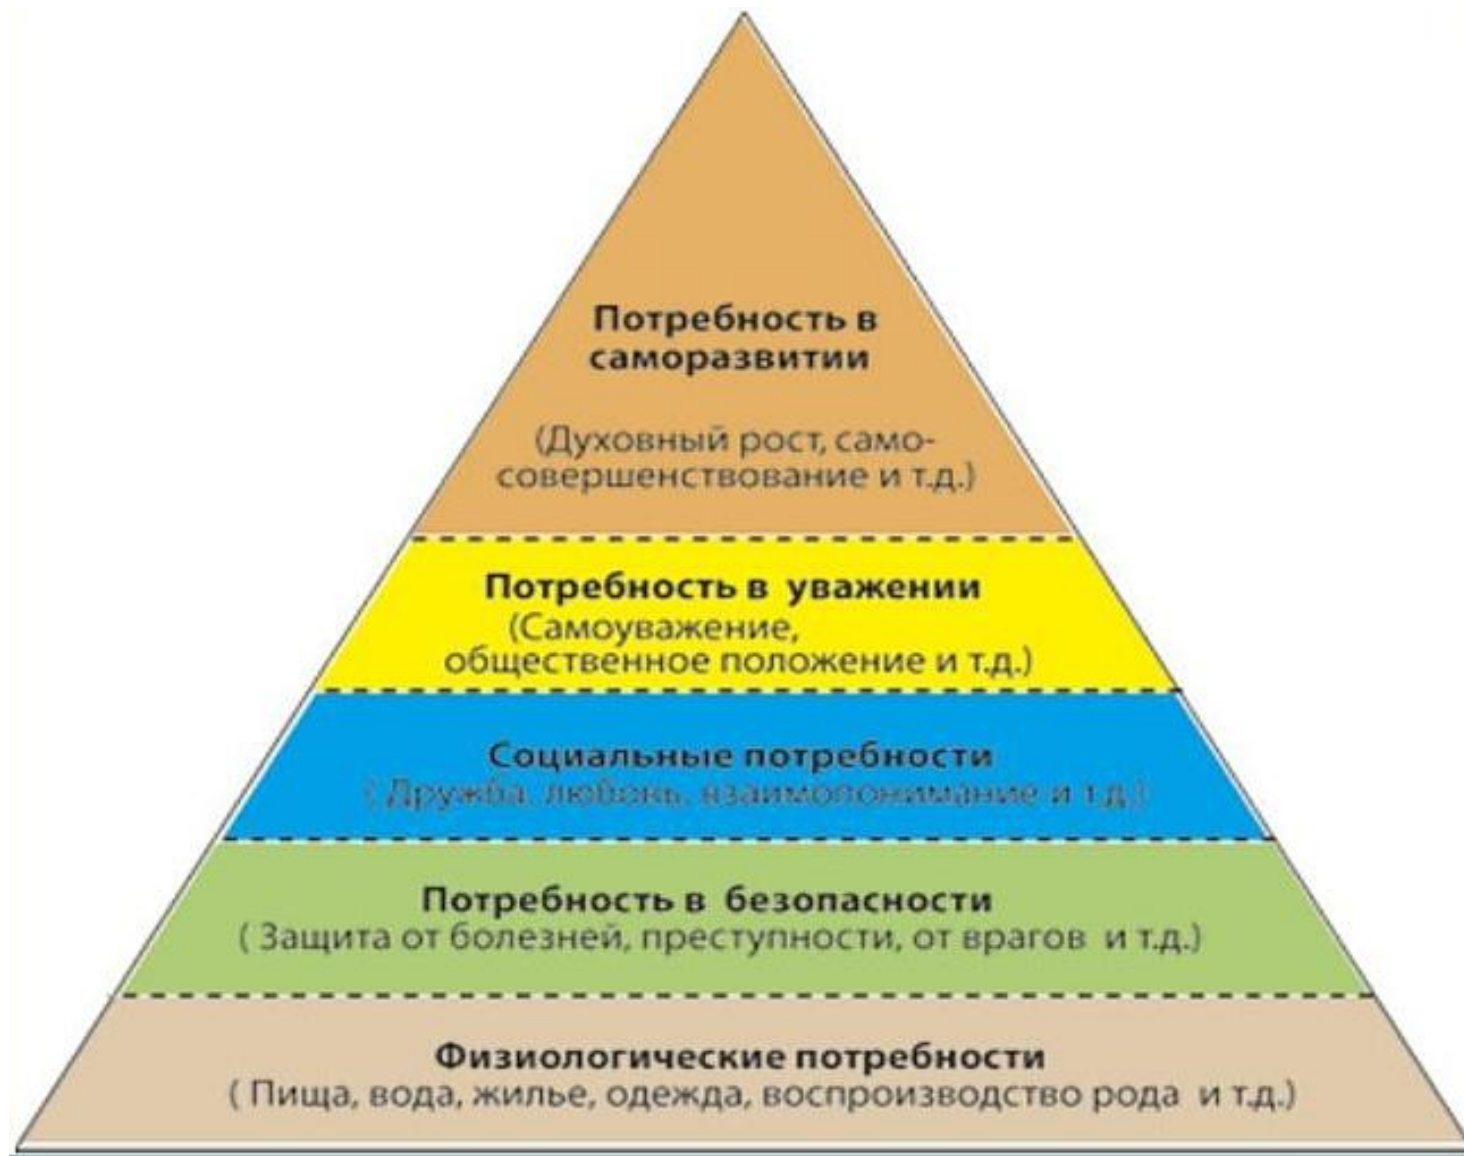 Потребность в
саморазвитии
(Духовный рост, само-
совершенствование и т.д.)
Потребность в уважении
(Самоуважение,
общественное положение и т.д.)
Социальные потребности
( Дружба, любовь, взаимопонимание и т.д.)
Потребность в безопасности
( Защита от болезней, преступности, от врагов и т.д.)
Физиологические потребности
( Пища, вода, жилье, одежда, воспроизводство рода и т.д.)